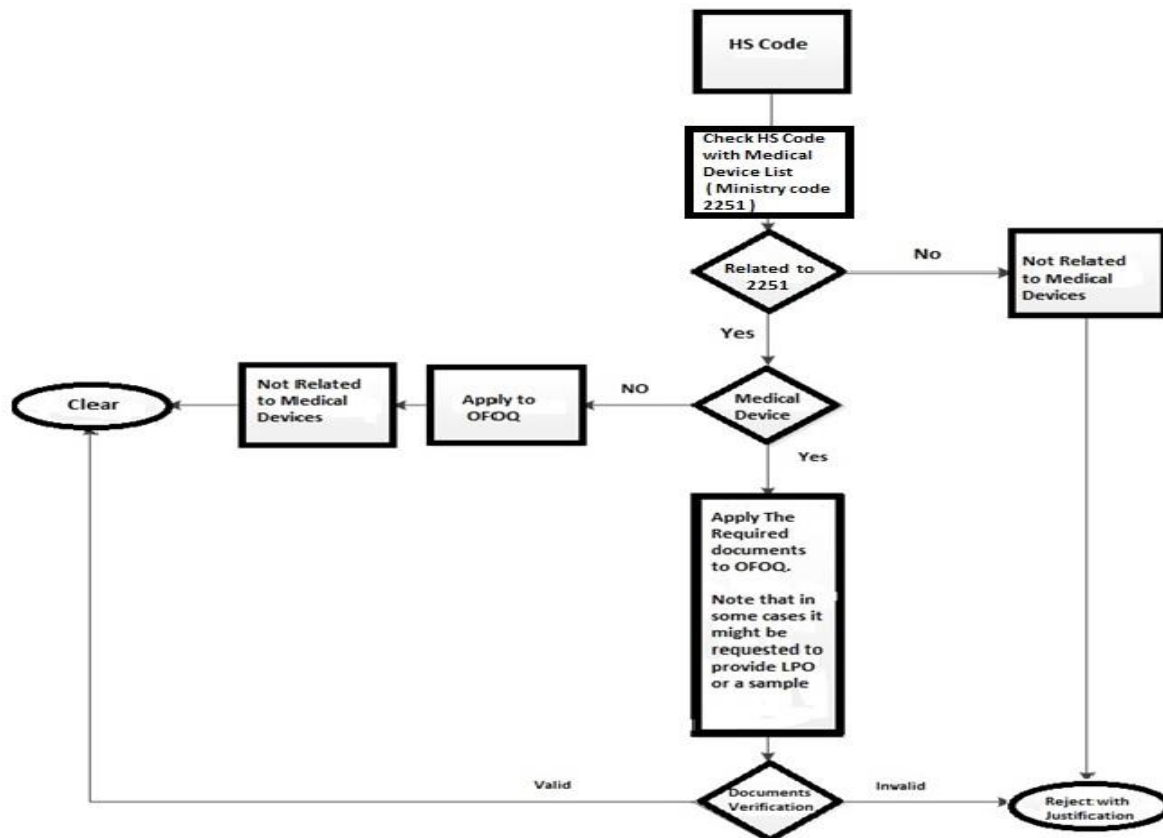 HS Code
Check HS Code
with Medical
Device List
( Ministry code
2251 )
Related to
2251
No
Not Related
to Medical
Devices
Yes
Medical
Device
NO
Apply to
OFOQ
Not Related
to Medical
Devices
Clear
Yes
Apply The
Required
documents
to OFOQ.
Note that in
some cases it
might be
requested to
provide LPO
or a sample
Documents
Verification
Valid
Invalid
Reject with
Justification